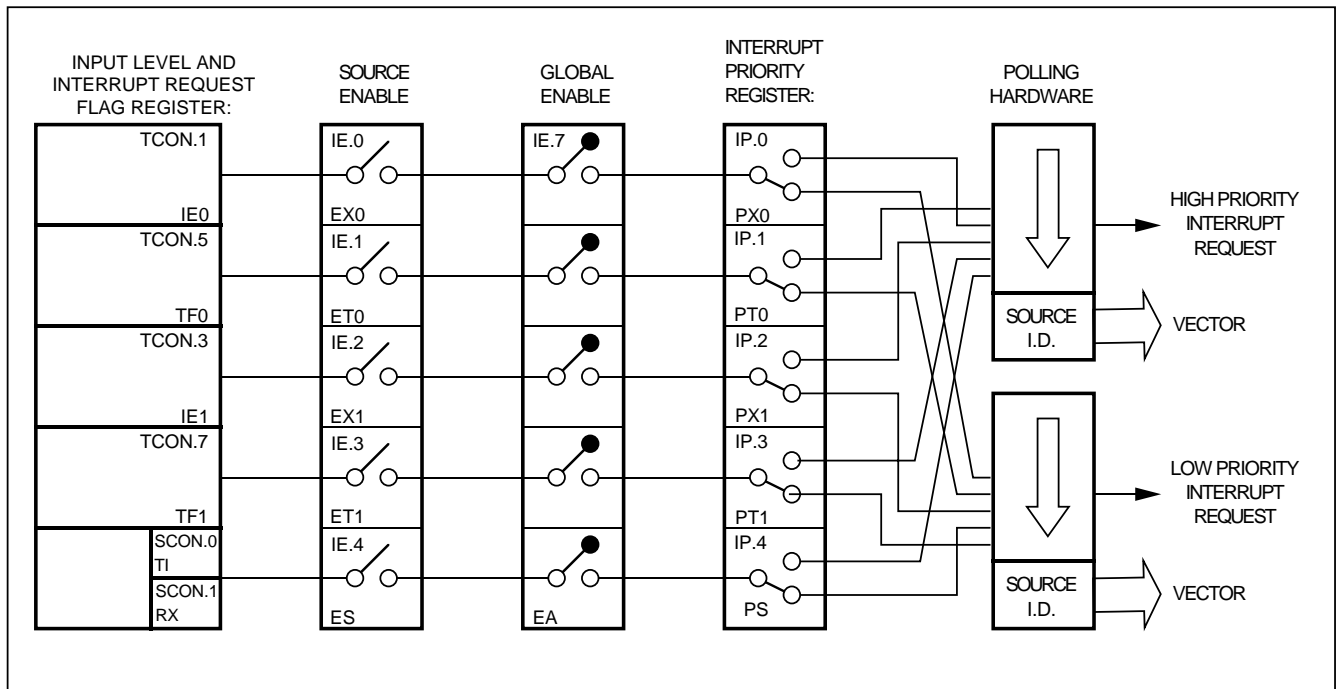 INPUT LEVEL AND
INTERRUPT REQUEST
FLAG REGISTER:
SOURCE
ENABLE
GLOBAL
ENABLE
INTERRUPT
PRIORITY
REGISTER:
POLLING
HARDWARE
TCON.1
IE0
TCON.5
TF0
TCON.3
IE1
TCON.7
TF1
SCON.0
TI
SCON.1
RX
IE.0
EX0
IE.1
ET0
IE.2
EX1
IE.3
ET1
IE.4
ES
IE.7
EA
IP.0
PX0
IP.1
PT0
IP.2
PX1
IP.3
PT1
IP.4
PS
SOURCE
I.D.
HIGH PRIORITY
INTERRUPT
REQUEST
VECTOR
SOURCE
I.D.
LOW PRIORITY
INTERRUPT
REQUEST
VECTOR